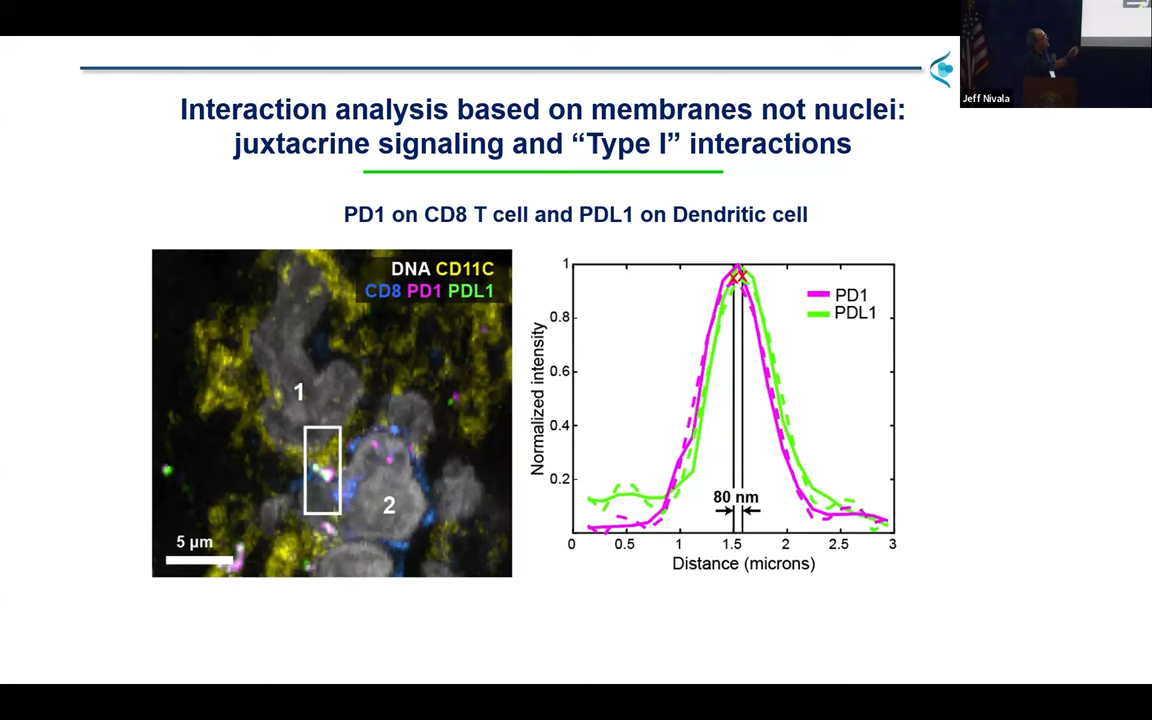 Jeff Nivala
Interaction analysis based on membranes not nuclei:
juxtacrine signaling and “Type I” interactions
PD1 on CD8 T cell and PDL1 on Dendritic cell
DNA CD11C
CD8 PD1 PDL1
1
2
5 µm
Normalized intensity
1
0.8
0.6
0.4
0.2
PD1
PDL1
80 nm
0 0.5 1 1.5 2 2.5 3
Distance (microns)